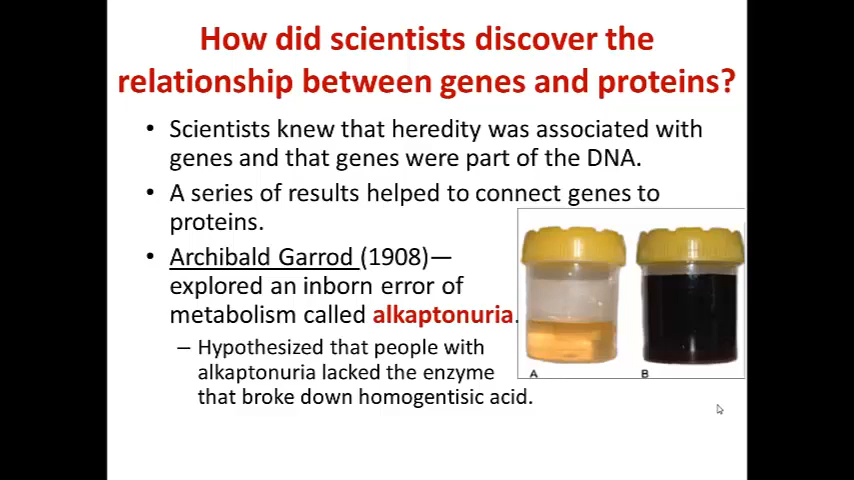 How did scientists discover the
relationship between genes and proteins?
• Scientists knew that heredity was associated with
genes and that genes were part of the DNA.
• A series of results helped to connect genes to
proteins.
• Archibald Garrod (1908)—
explored an inborn error of
metabolism called alkaptonuria.
– Hypothesized that people with
alkaptonuria lacked the enzyme
that broke down homogentisic acid.
A
B